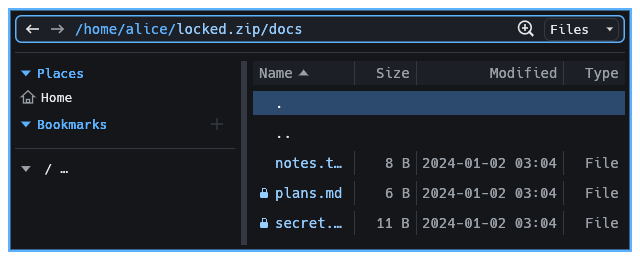 /home/alice/locked.zip/docs Files
Places
Home
Bookmarks
/ …
Name Size Modified Type
.
..
notes.t… 8 B 2024-01-02 03:04 File
plans.md 6 B 2024-01-02 03:04 File
secret.… 11 B 2024-01-02 03:04 File